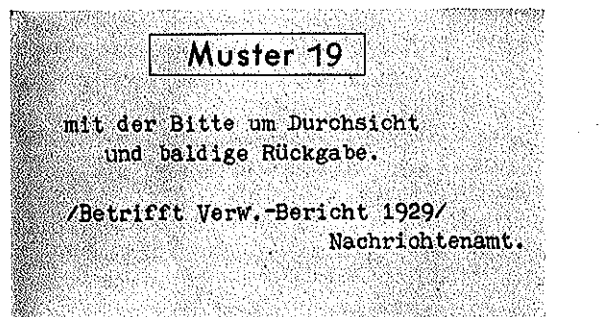 Muster 19
mit der Bitte um Durchsicht
und baldige Rückgabe.
/Betrifft Verw.-Bericht 1929/
Nachrichtenamt.